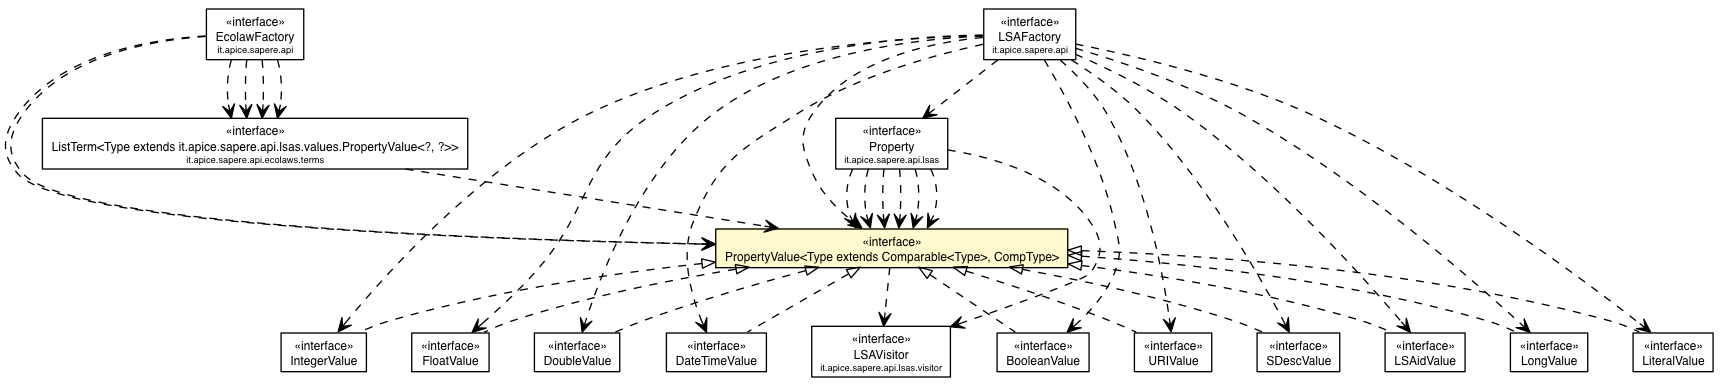 «interface»
EcolawFactory
it.apice.sapere.api
«interface»
LSAFactory
it.apice.sapere.api
«interface»
ListTerm<Type extends it.apice.sapere.api.lsas.values.PropertyValue<?, ?>>
it.apice.sapere.api.ecolaws.terms
«interface»
Property
it.apice.sapere.api.lsas
«interface»
PropertyValue<Type extends Comparable<Type>, CompType>
«interface»
IntegerValue
«interface»
FloatValue
«interface»
DoubleValue
«interface»
DateTimeValue
«interface»
LSAVisitor
it.apice.sapere.api.lsas.visitor
«interface»
BooleanValue
«interface»
URIValue
«interface»
SDescValue
«interface»
LSAidValue
«interface»
LongValue
«interface»
LiteralValue